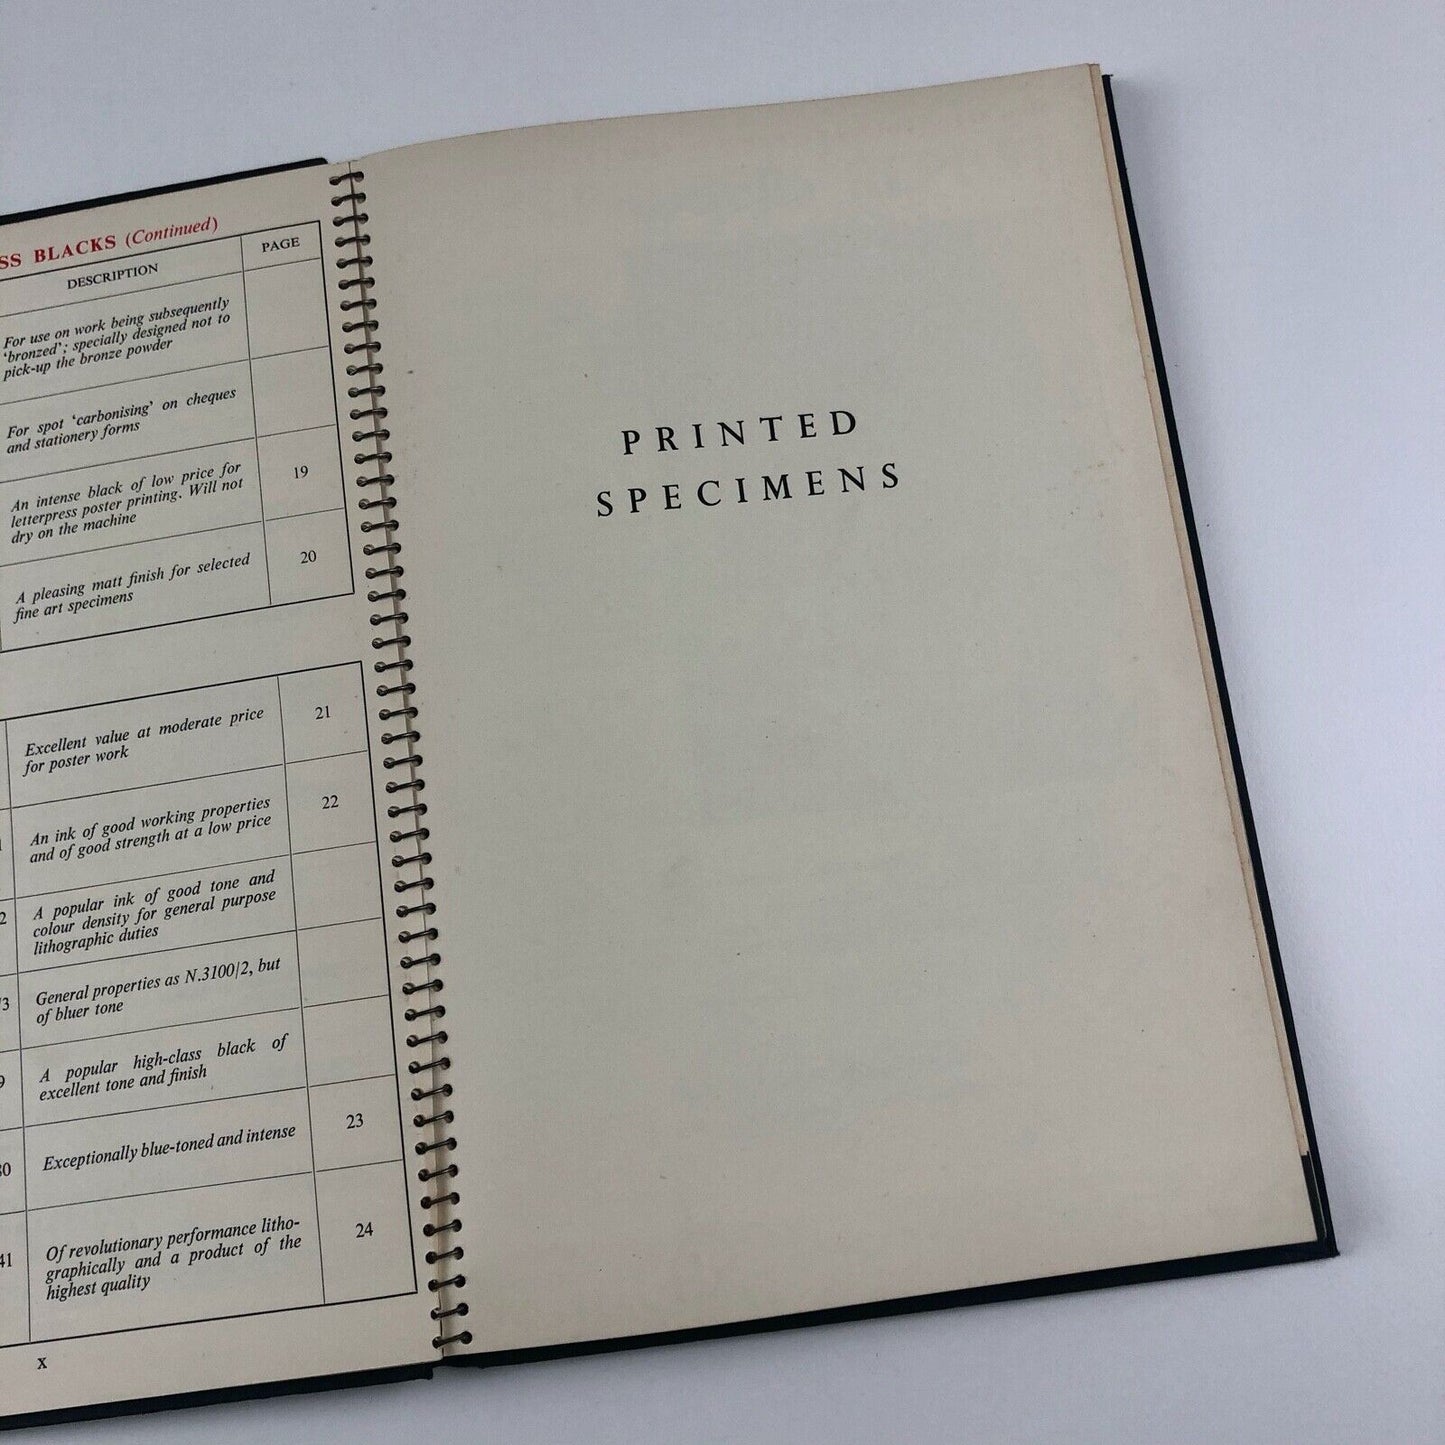 SS BLACKS (Continued)
DESCRIPTION PAGE
For use on work being subsequently
‘bronzed’; specially designed not to
pick-up the bronze powder
For spot ‘carbonising’ on cheques
and stationery forms
An intense black of low price for
letterpress poster printing. Will not
dry on the machine
19
A pleasing matt finish for selected
fine art specimens
20
Excellent value at moderate price
for poster work
21
An ink of good working properties
and of good strength at a low price
22
2
A popular ink of good tone and
colour density for general purpose
lithographic duties
/3
General properties as N.3100/2, but
of bluer tone
9
A popular high-class black of
excellent tone and finish
80
Exceptionally blue-toned and intense
23
41
Of revolutionary performance litho-
graphically and a product of the
highest quality
24
x
PRINTED
SPECIMENS